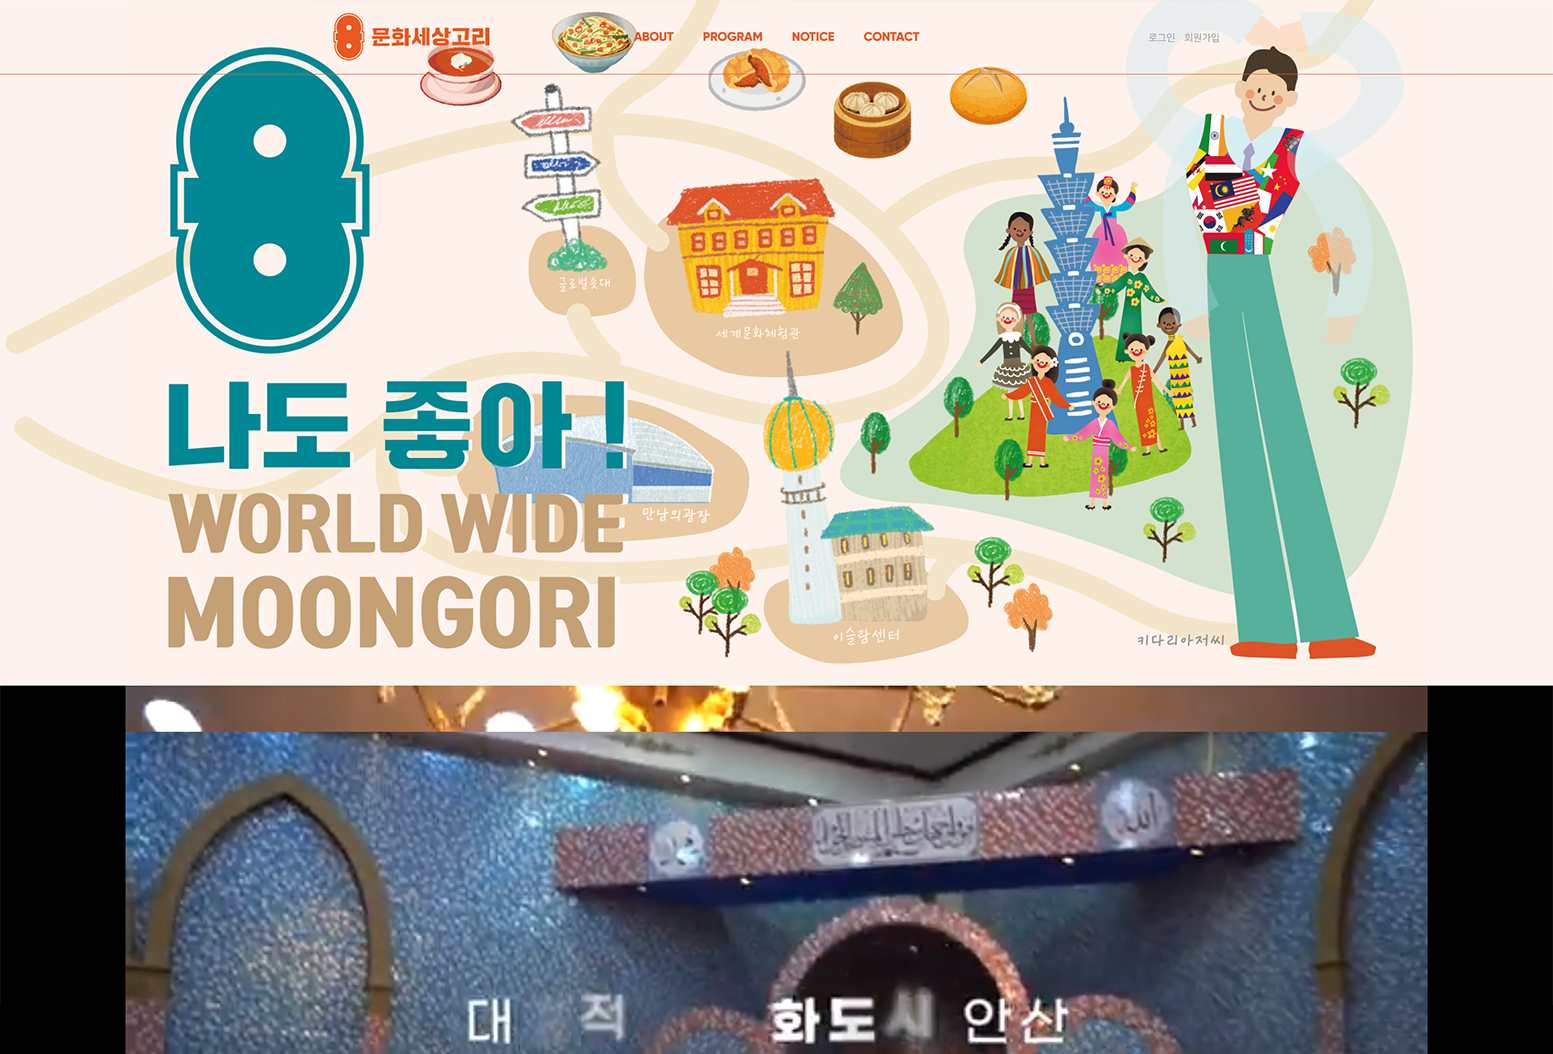 문화세상고리
ABOUT PROGRAM NOTICE CONTACT
로그인 회원가입
글로벌솟대
세계문화체험관
나도 좋아!
만남의광장
WORLD WIDE
MOONGORI
이슬람센터
키다리아저씨
الله
대 적 화도시 안산